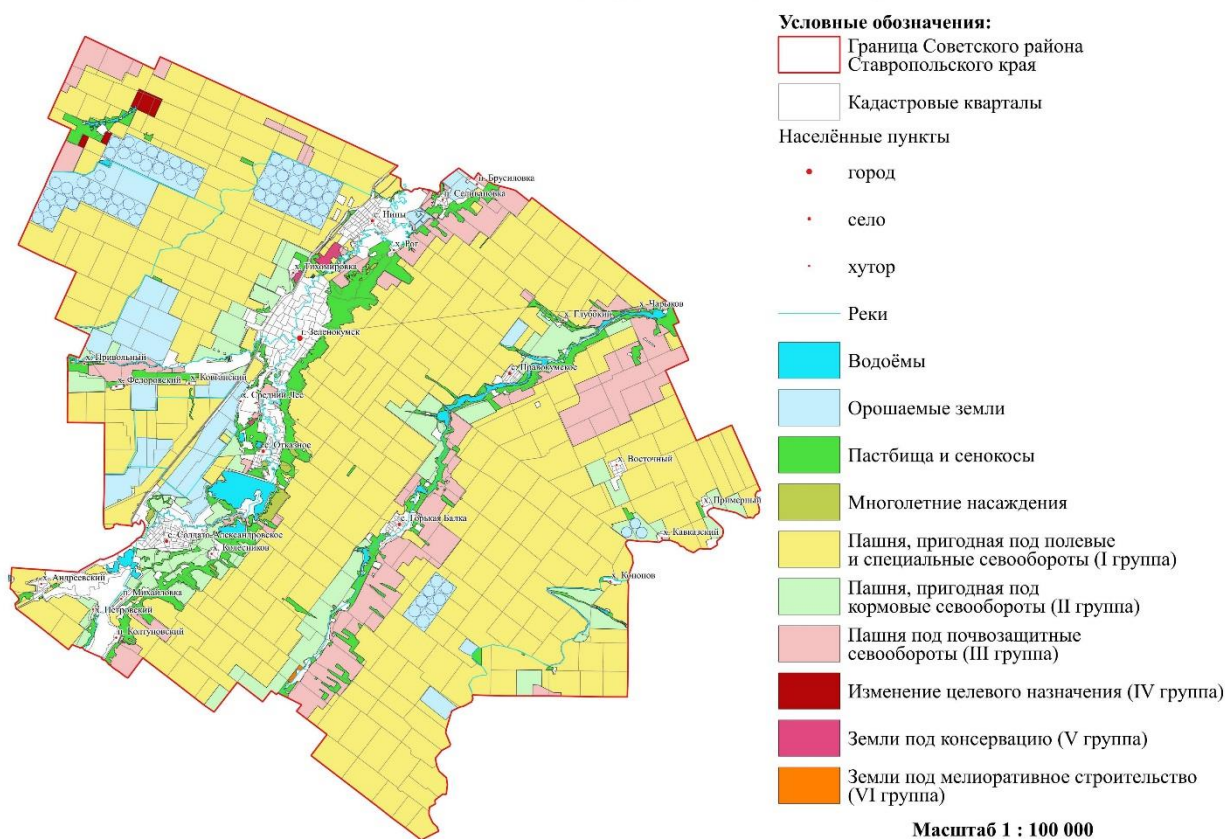 Условные обозначения:
Граница Советского района
Ставропольского края
Кадастровые кварталы
Населённые пункты
город
село
хутор
Реки
Водоёмы
Орошаемые земли
Пастбища и сенокосы
Многолетние насаждения
Пашня, пригодная под полевые
и специальные севообороты (I группа)
Пашня, пригодная под
кормовые севообороты (II группа)
Пашня под почвозащитные
севообороты (III группа)
Изменение целевого назначения (IV группа)
Земли под консервацию (V группа)
Земли под мелиоративное строительство
(VI группа)
Масштаб 1 : 100 000
п. Брусиловка
п. Селивановка
с. Нины
х. Рог
х. Тихомировка
г. Зеленокумск
х. Чарыков
х. Глубокий
с. Правокумское
х. Привольный
х. Федоровский
х. Ковганский
х. Средний Лес
с. Отказное
х. Восточный
х. Примерный
х. Кавказский
с. Горькая Балка
с. Солдато-Александровское
х. Колесников
х. Андреевский
п. Михайловка
х. Петровский
х. Кононов
п. Колтуновский